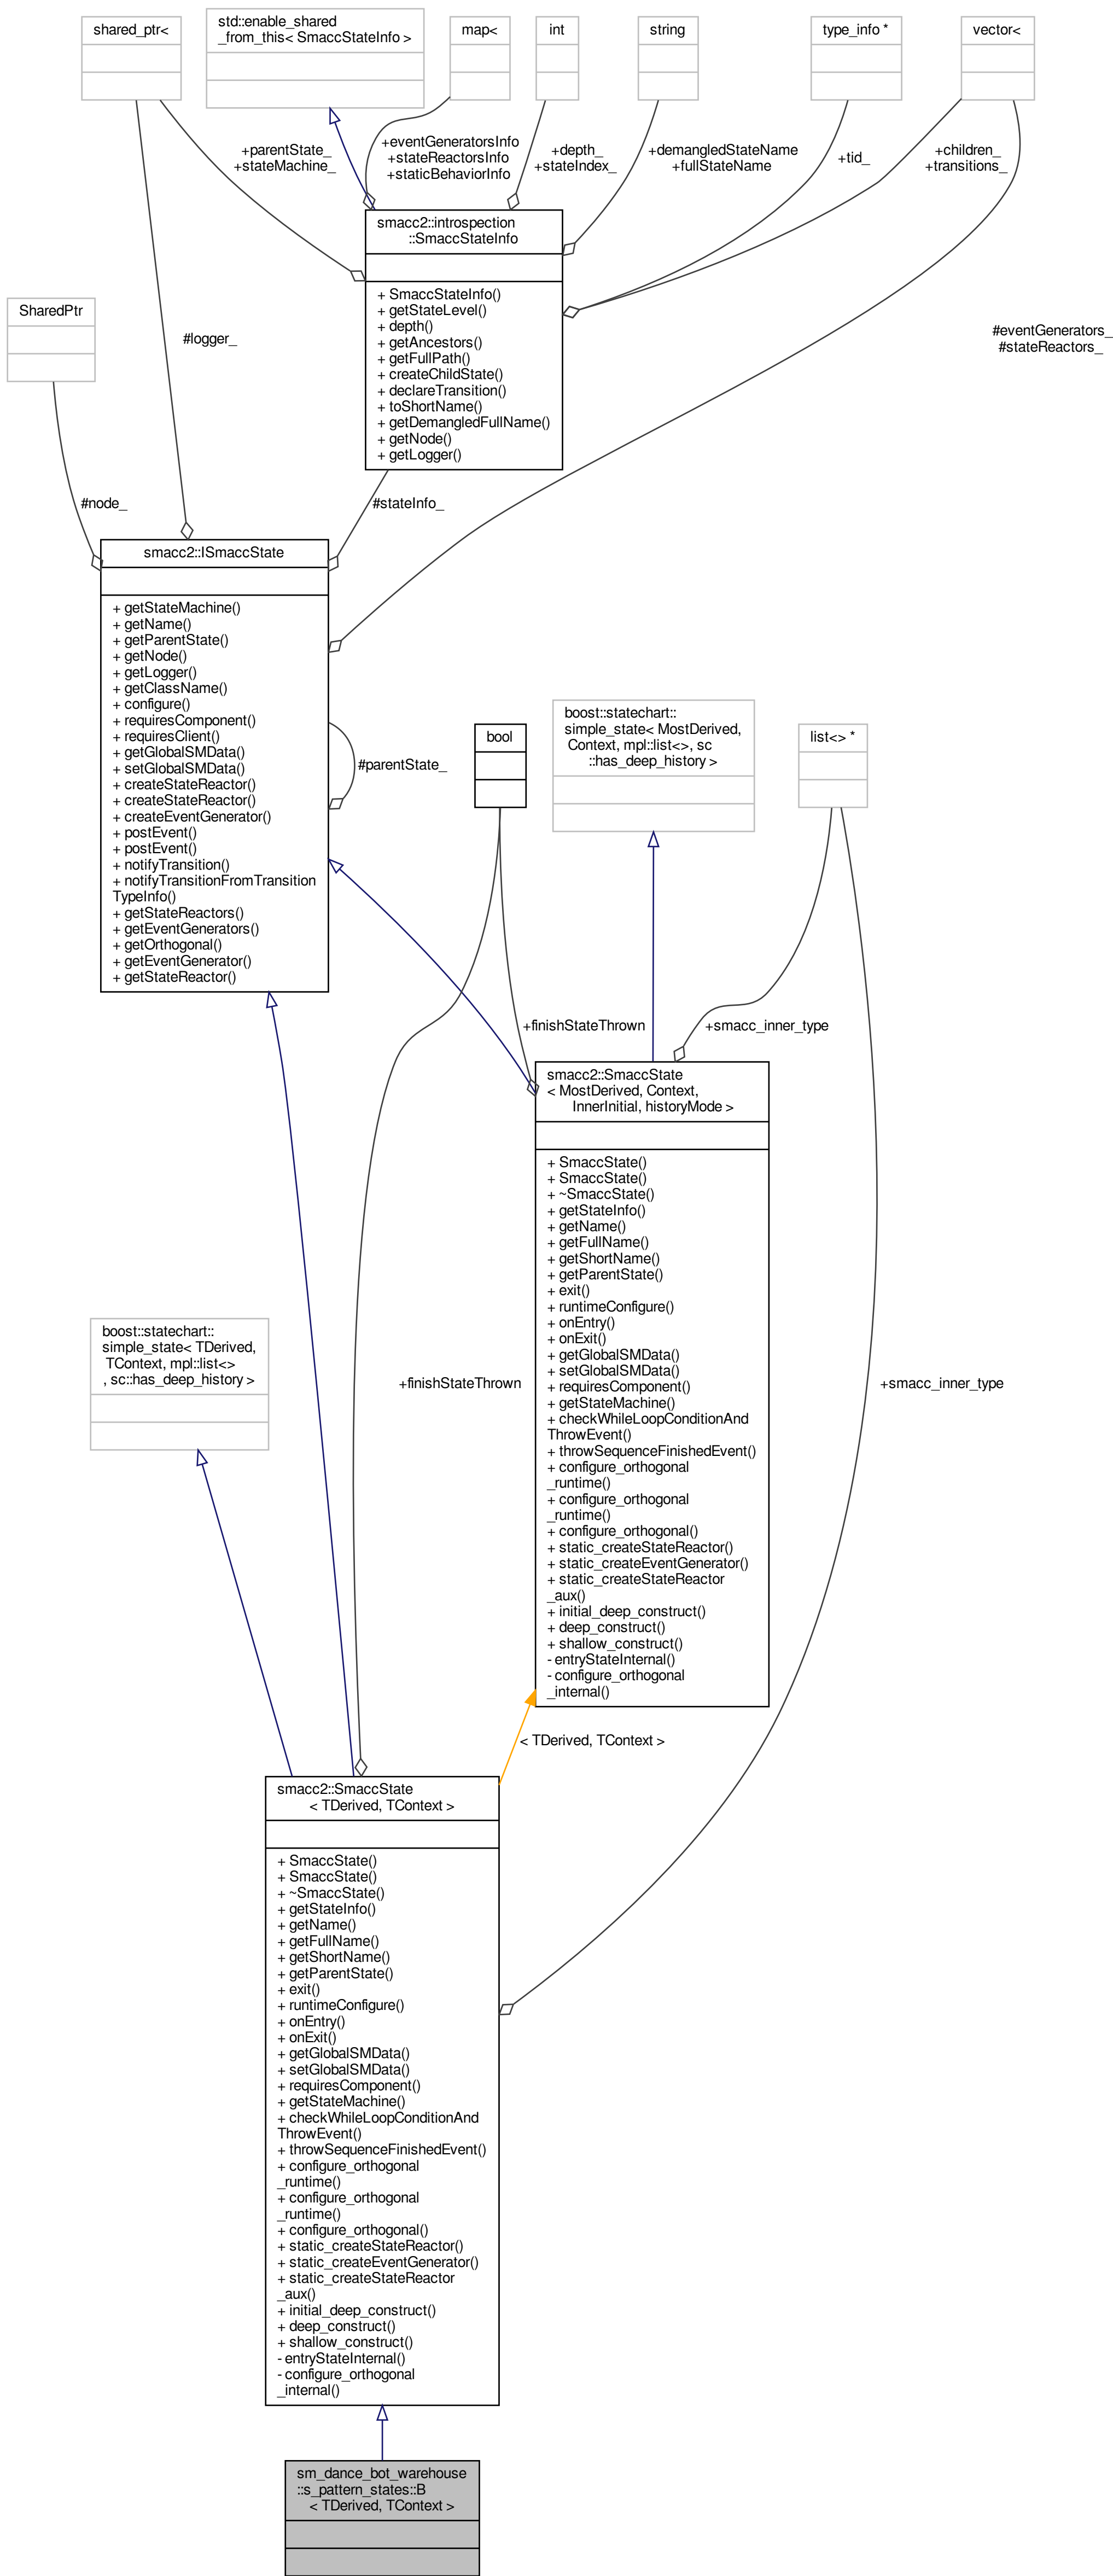 shared_ptr<
std::enable_shared
_from_this< SmaccStateInfo >
map<
int
string
type_info *
vector<
+parentState_
+stateMachine_
+eventGeneratorsInfo
+stateReactorsInfo
+staticBehaviorInfo
+depth_
+stateIndex_
+demangledStateName
+fullStateName
+tid_
+children_
+transitions_
smacc2::introspection
::SmaccStateInfo
+ SmaccStateInfo()
+ getStateLevel()
+ depth()
+ getAncestors()
+ getFullPath()
+ createChildState()
+ declareTransition()
+ toShortName()
+ getDemangledFullName()
+ getNode()
+ getLogger()
SharedPtr
#logger_
#eventGenerators_
#stateReactors_
#node_
#stateInfo_
smacc2::ISmaccState
+ getStateMachine()
+ getName()
+ getParentState()
+ getNode()
+ getLogger()
+ getClassName()
+ configure()
+ requiresComponent()
+ requiresClient()
+ getGlobalSMData()
+ setGlobalSMData()
+ createStateReactor()
+ createStateReactor()
+ createEventGenerator()
+ postEvent()
+ postEvent()
+ notifyTransition()
+ notifyTransitionFromTransition
TypeInfo()
+ getStateReactors()
+ getEventGenerators()
+ getOrthogonal()
+ getEventGenerator()
+ getStateReactor()
#parentState_
bool
boost::statechart::
simple_state< MostDerived,
Context, mpl::list<>, sc
::has_deep_history >
list<> *
+finishStateThrown
+smacc_inner_type
smacc2::SmaccState
< MostDerived, Context,
InnerInitial, historyMode >
+ SmaccState()
+ SmaccState()
+ ~SmaccState()
+ getStateInfo()
+ getName()
+ getFullName()
+ getShortName()
+ getParentState()
+ exit()
+ runtimeConfigure()
+ onEntry()
+ onExit()
+ getGlobalSMData()
+ setGlobalSMData()
+ requiresComponent()
+ getStateMachine()
+ checkWhileLoopConditionAnd
ThrowEvent()
+ throwSequenceFinishedEvent()
+ configure_orthogonal
_runtime()
+ configure_orthogonal
_runtime()
+ configure_orthogonal()
+ static_createStateReactor()
+ static_createEventGenerator()
+ static_createStateReactor
_aux()
+ initial_deep_construct()
+ deep_construct()
+ shallow_construct()
- entryStateInternal()
- configure_orthogonal
_internal()
boost::statechart::
simple_state< TDerived,
TContext, mpl::list<>
, sc::has_deep_history >
+finishStateThrown
+smacc_inner_type
< TDerived, TContext >
smacc2::SmaccState
< TDerived, TContext >
+ SmaccState()
+ SmaccState()
+ ~SmaccState()
+ getStateInfo()
+ getName()
+ getFullName()
+ getShortName()
+ getParentState()
+ exit()
+ runtimeConfigure()
+ onEntry()
+ onExit()
+ getGlobalSMData()
+ setGlobalSMData()
+ requiresComponent()
+ getStateMachine()
+ checkWhileLoopConditionAnd
ThrowEvent()
+ throwSequenceFinishedEvent()
+ configure_orthogonal
_runtime()
+ configure_orthogonal
_runtime()
+ configure_orthogonal()
+ static_createStateReactor()
+ static_createEventGenerator()
+ static_createStateReactor
_aux()
+ initial_deep_construct()
+ deep_construct()
+ shallow_construct()
- entryStateInternal()
- configure_orthogonal
_internal()
sm_dance_bot_warehouse
::s_pattern_states::B
< TDerived, TContext >